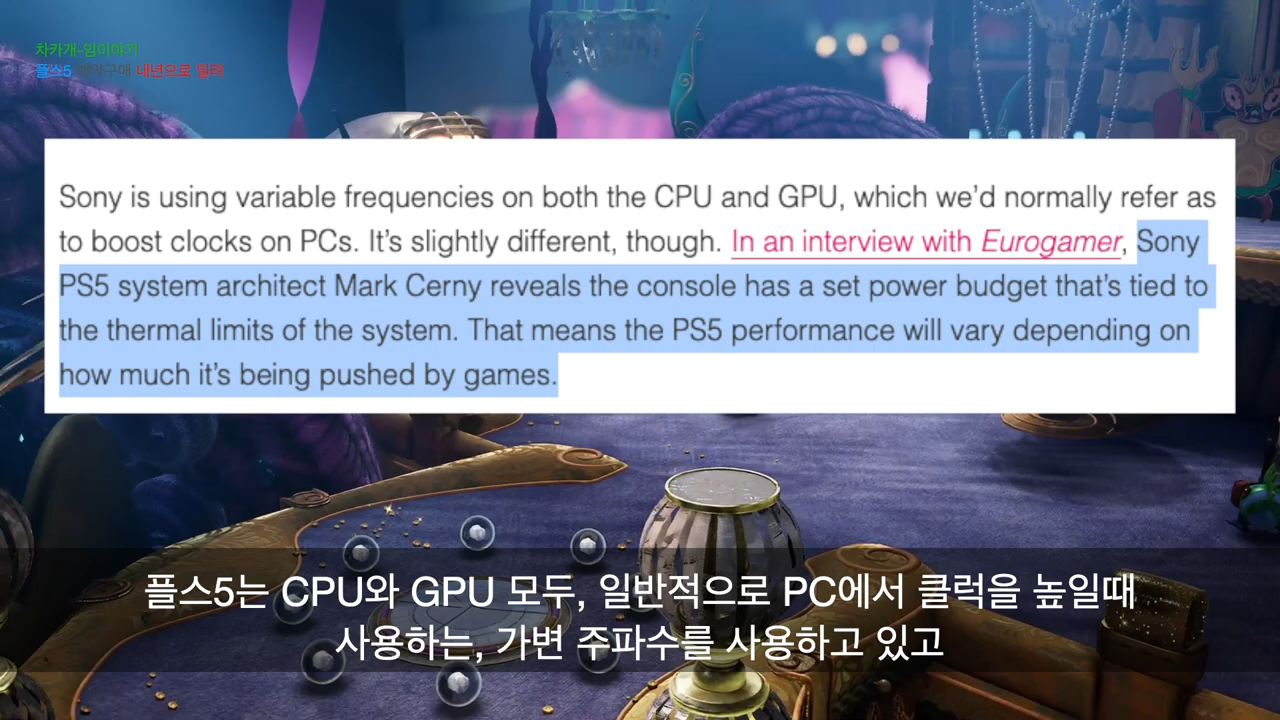 차카개-임이야기
플스5 예약구매 내년으로 밀려
Sony is using variable frequencies on both the CPU and GPU, which we’d normally refer as
to boost clocks on PCs. It’s slightly different, though. In an interview with Eurogamer, Sony
PS5 system architect Mark Cerny reveals the console has a set power budget that’s tied to
the thermal limits of the system. That means the PS5 performance will vary depending on
how much it’s being pushed by games.
플스5는 CPU와 GPU 모두, 일반적으로 PC에서 클럭을 높일때
사용하는, 가변 주파수를 사용하고 있고